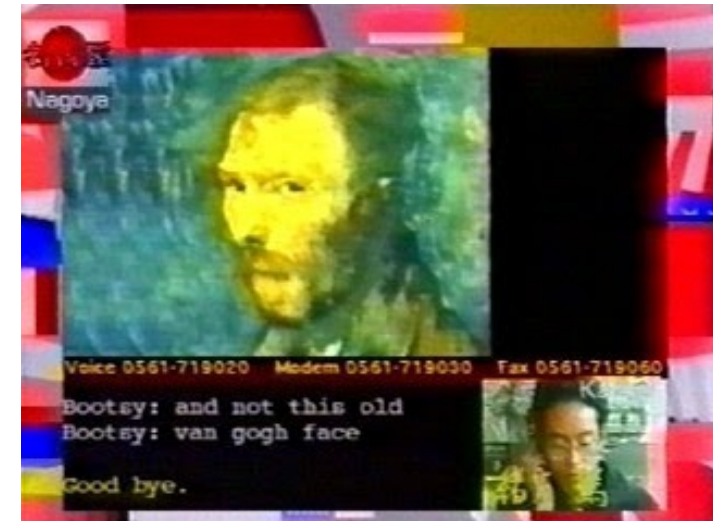 Nagoya
Voice 0561-719020 Modem 0561-719030 Fax 0561-719060
Bootsy: and not this old
Bootsy: van gogh face
Good bye.